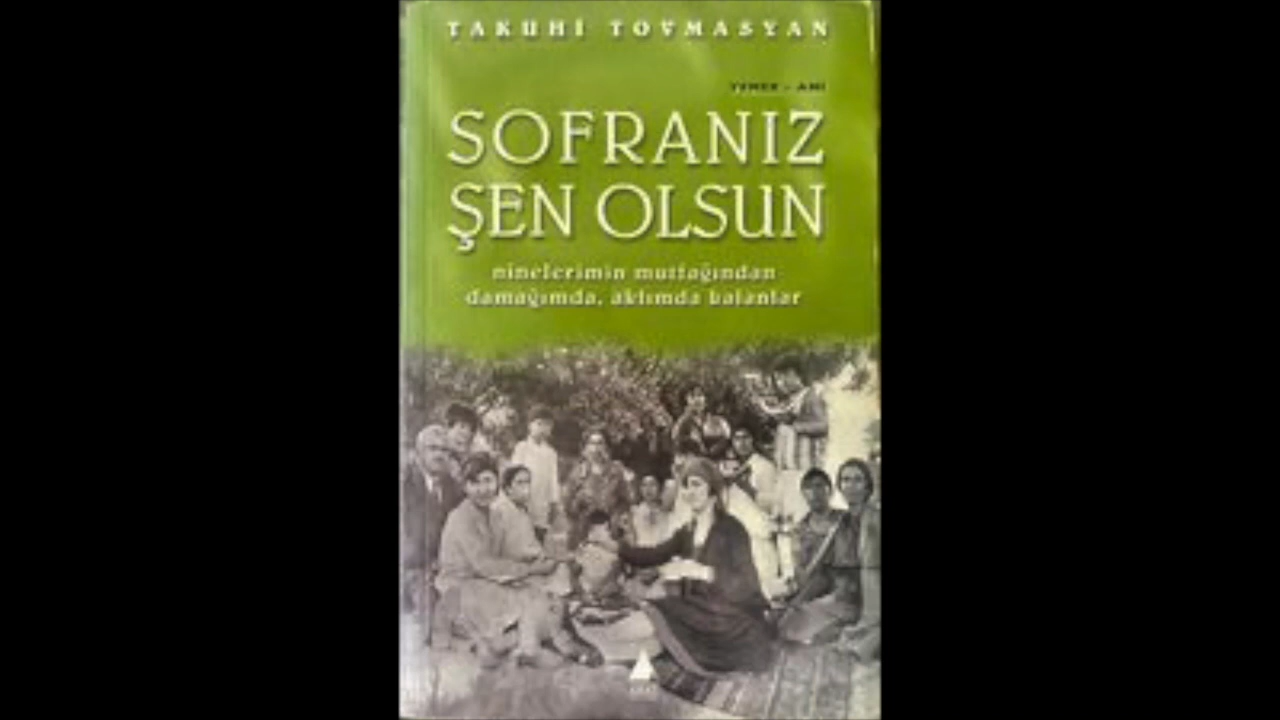 TAKUHİ TOVMASYAN
YEMEK - ANI
SOFRANIZ
ŞEN OLSUN
ninelerimin mutfağından
damağımda, aklımda kalanlar